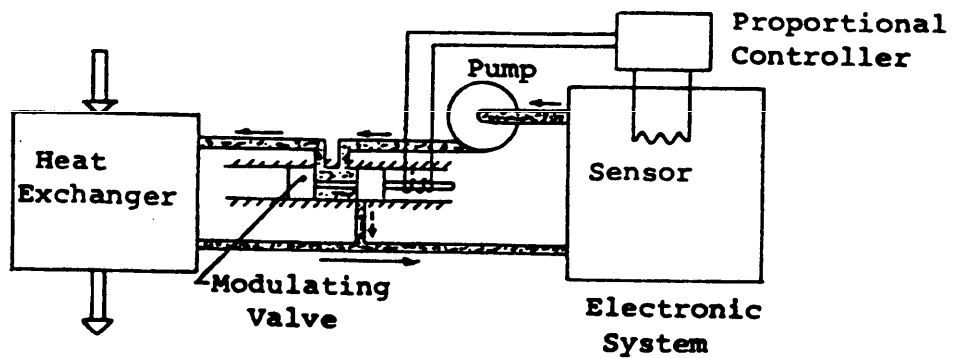 Proportional
Controller
Pump
Heat
Exchanger
Sensor
Modulating
Valve
Electronic
System